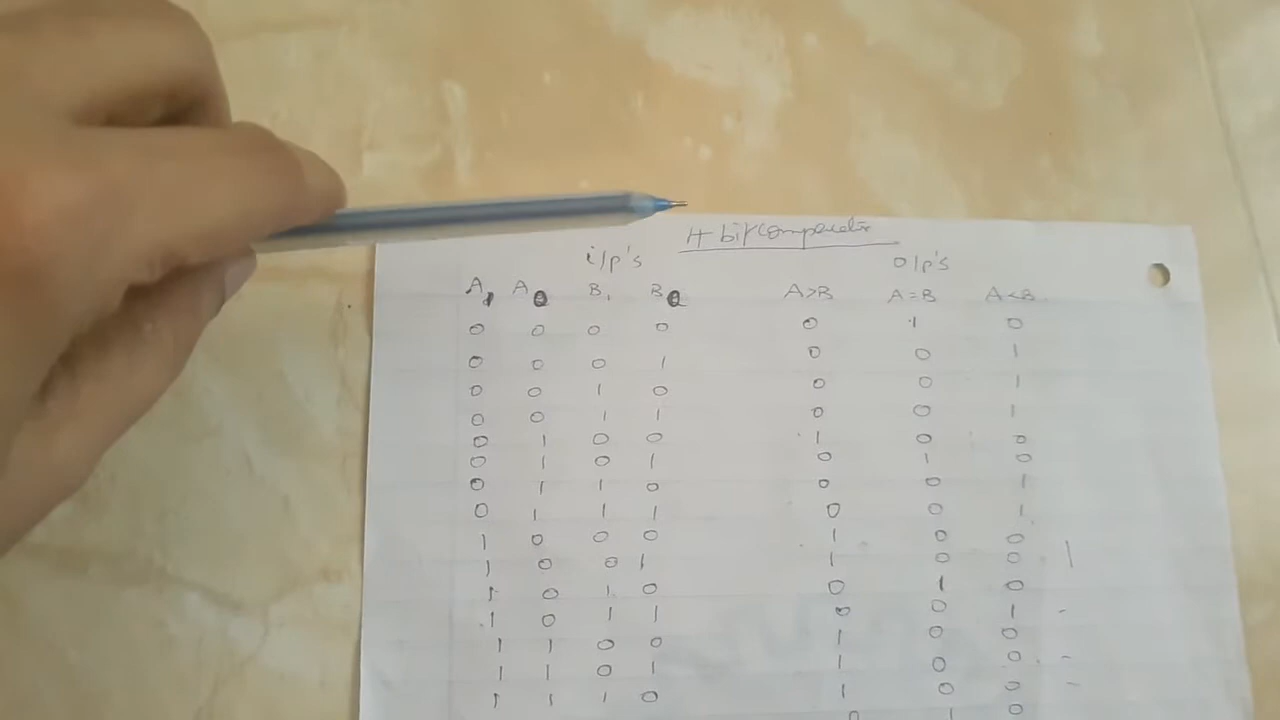 4 bit Comparator
i/p's o/p's
A1 A0 B1 B0 A>B A=B A<B
0 0 0 0 0 1 0
0 0 0 1 0 0 1
0 0 1 0 0 0 1
0 0 1 1 0 0 1
0 1 0 0 1 0 0
0 1 0 1 0 1 0
0 1 1 0 0 0 1
0 1 1 1 0 0 1
1 0 0 0 1 0 0
1 0 0 1 1 0 0
1 0 1 0 0 1 0
1 0 1 1 0 0 1
1 1 0 0 1 0 0
1 1 0 1 1 0 0
1 1 1 0 1 0 0
0 1 0